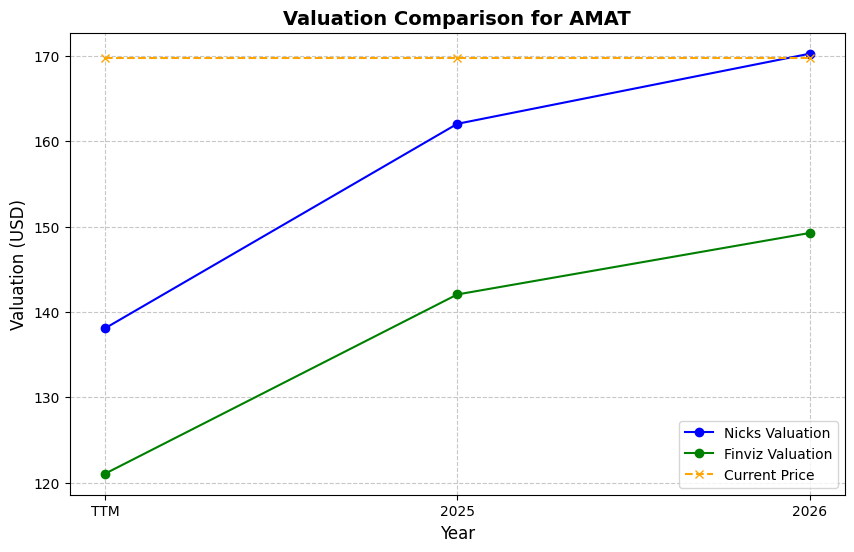 Valuation Comparison for AMAT
Valuation (USD)
170
160
150
140
130
120
TTM
2025
2026
Year
Nicks Valuation
Finviz Valuation
Current Price